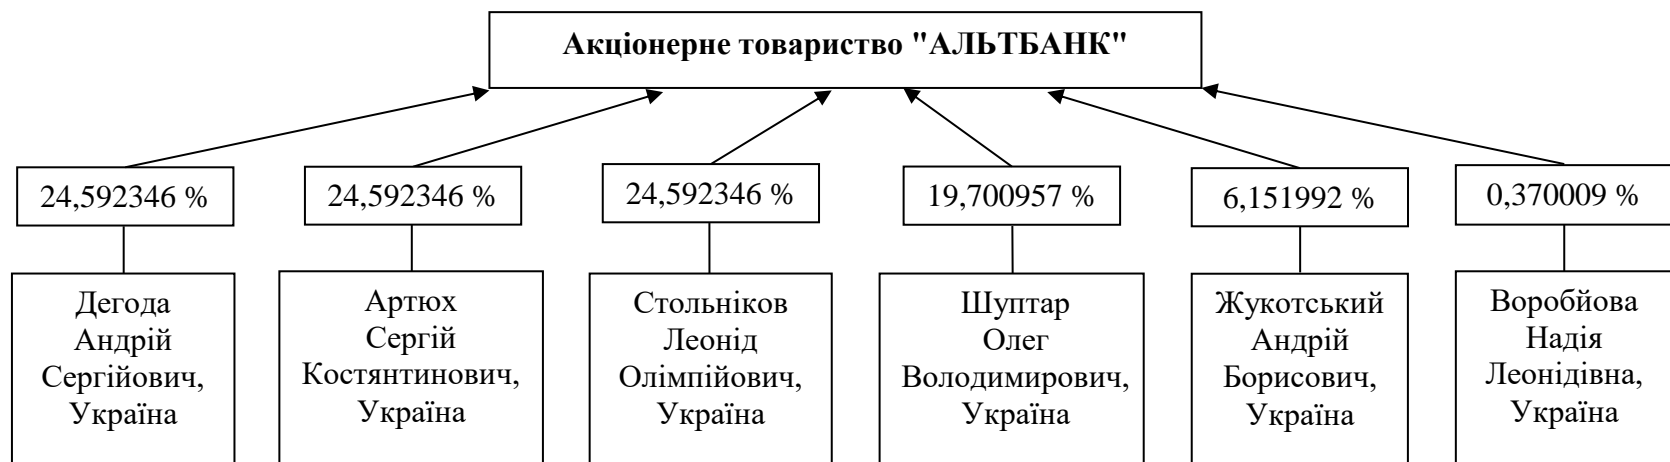 Акціонерне товариство "АЛЬТБАНК"
24,592346 %
24,592346 %
24,592346 %
19,700957 %
6,151992 %
0,370009 %
Дегода
Андрій
Сергійович,
Україна
Артюх
Сергій
Костянтинович,
Україна
Стольніков
Леонід
Олімпійович,
Україна
Шуптар
Олег
Володимирович,
Україна
Жукотський
Андрій
Борисович,
Україна
Воробйова
Надія
Леонідівна,
Україна